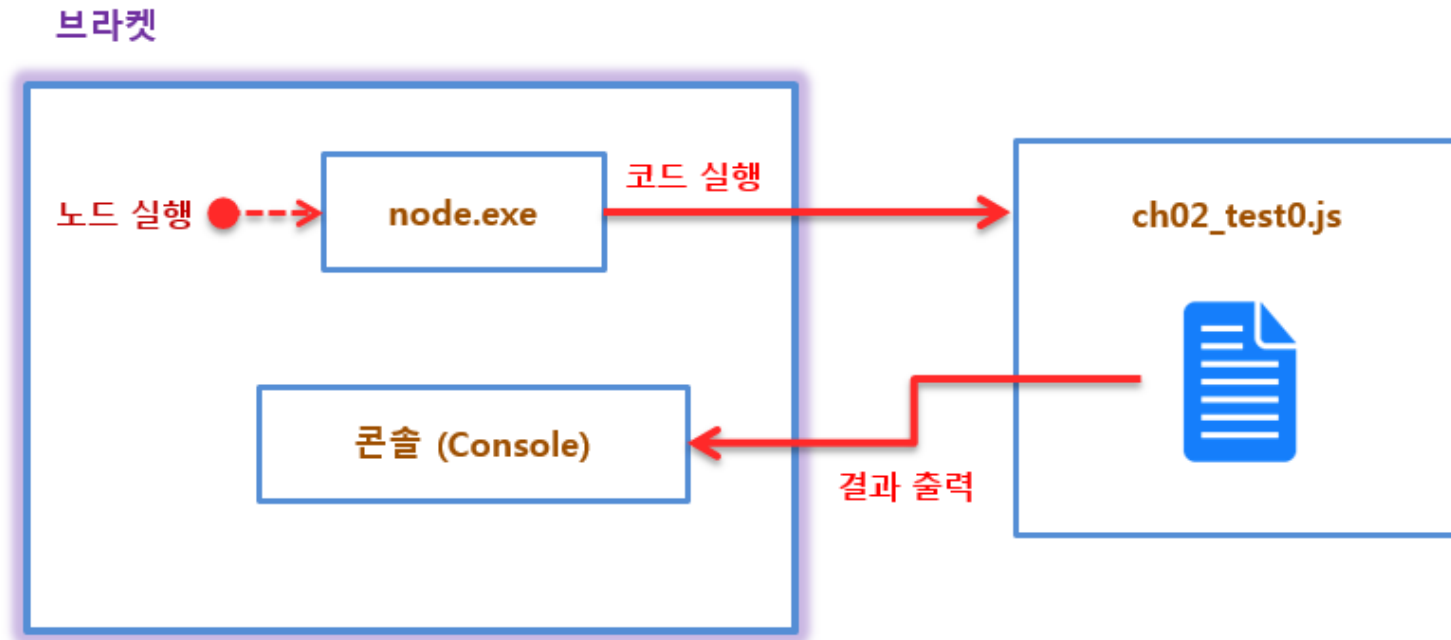 브라켓
노드 실행
node.exe
코드 실행
ch02_test0.js
콘솔 (Console)
결과 출력